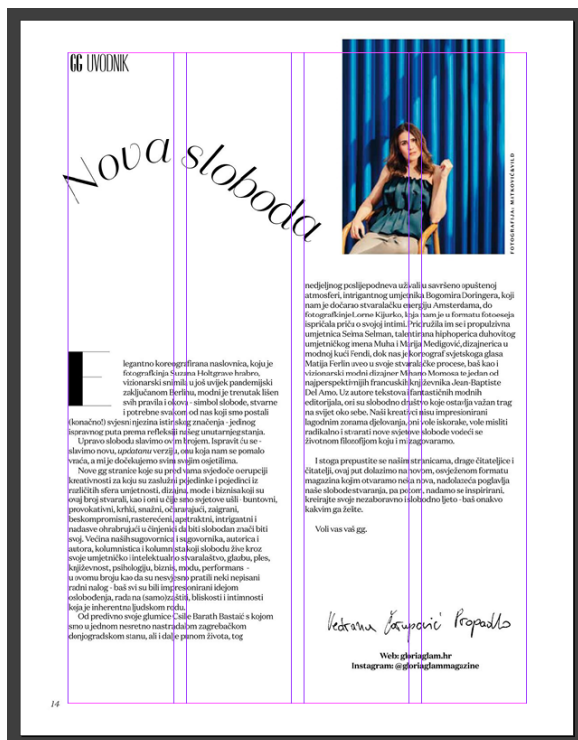 GG UVODNIK
Nova sloboda
FOTOGRAFIJA: MITKOVIĆ&VILD
Elegantno koreografirana naslovnica, koju je
fotografkinja Suzana Holtgrave hrabro,
vizionarski snimila u još uvijek pandemijski
zaključanom Berlinu, modni je trenutak lišen
svih pravila i okova - simbol slobode, stvarne
i potrebne svakom od nas koji smo postali
(konačno!) svjesni njezina istinskog značenja - jednog
ispravnog puta prema refleksiji našeg unutarnjeg stanja.
Upravo slobodu slavimo ovim brojem. Ispravit ću se -
slavimo novu, updatanu verziju, onu koja nam se pomalo
vraća, a mi je dočekujemo svim svojim osjetilima.
Nove gg stranice koje su pred vama svjedoče o erupciji
kreativnosti za koju su zaslužni pojedinke i pojedinci iz
različitih sfera umjetnosti, dizajna, mode i biznisa koji su
ovaj broj stvarali, kao i oni u čije smo svjetove ušli - buntovni,
provokativni, krhki, snažni, očaravajući, zaigrani,
beskompromisni, rasterećeni, apstraktni, intrigantni i
nadasve ohrabrujući u činjenici da biti slobodan znači biti
svoj. Većina naših sugovornica i sugovornika, autorica i
autora, kolumnistica i kolumnista koji slobodu žive kroz
svoje umjetničko i intelektualno stvaralaštvo, glazbu, ples,
književnost, psihologiju, biznis, modu, performans -
u ovomu broju kao da su nesvjesno pratili neki nepisani
radni nalog - baš svi su bili impresionirani idejom
oslobođenja, rada na (samo)zaštiti, bliskosti i intimnosti
koja je inherentna ljudskom rodu.
Od predivno svoje glumice Csille Barath Bastaić s kojom
smo u jednom nesretno nastradalom zagrebačkom
donjogradskom stanu, ali i dalje punom života, tog
nedjeljnog poslijepodneva uživali u savršeno opuštenoj
atmosferi, intrigantnog umjetnika Bogomira Doringera, koji
nam je dočarao stvaralačku energiju Amsterdama, do
fotografkinje Lorne Kijurko, koja nam je u formatu fotoeseja
ispričala priču o svojoj intimi. Pridružila im se i propulzivna
umjetnica Selma Selman, talentirana hiphoperica duhovitog
umjetničkog imena Muha i Marija Medigović, dizajnerica u
modnoj kući Fendi, dok nas je koreograf svjetskoga glasa
Matija Ferlin uveo u svoje stvaralačke procese, baš kao i
vizionarski modni dizajner Mihano Momosa te jedan od
najperspektivnijih francuskih književnika Jean-Baptiste
Del Amo. Uz autore tekstova i fantastičnih modnih
editorijala, ovi su slobodno društvo koje ostavlja važan trag
na svijet oko sebe. Naši kreativci nisu impresionirani
lagodnim zorama djelovanja, oni vole iskorake, vole misliti
radikalno i stvarati nove svjetove slobode vodeći se
životnom filozofijom koju i mi zagovaramo.
I stoga prepustite se našim stranicama, drage čitateljice i
čitatelji, ovaj put dolazimo na novom, osvježenom formatu
magazina kojim otvaramo neka nova, nadolazeća poglavlja
naše slobode stvaranja, pa potom, nadamo se inspirirani,
kreirajte svoje nezaboravno i slobodno ljeto - baš onakvo
kakvim ga želite.
Voli vas vaš gg.
Web: gloriaglam.hr
Instagram: @gloriaglammagazine
14